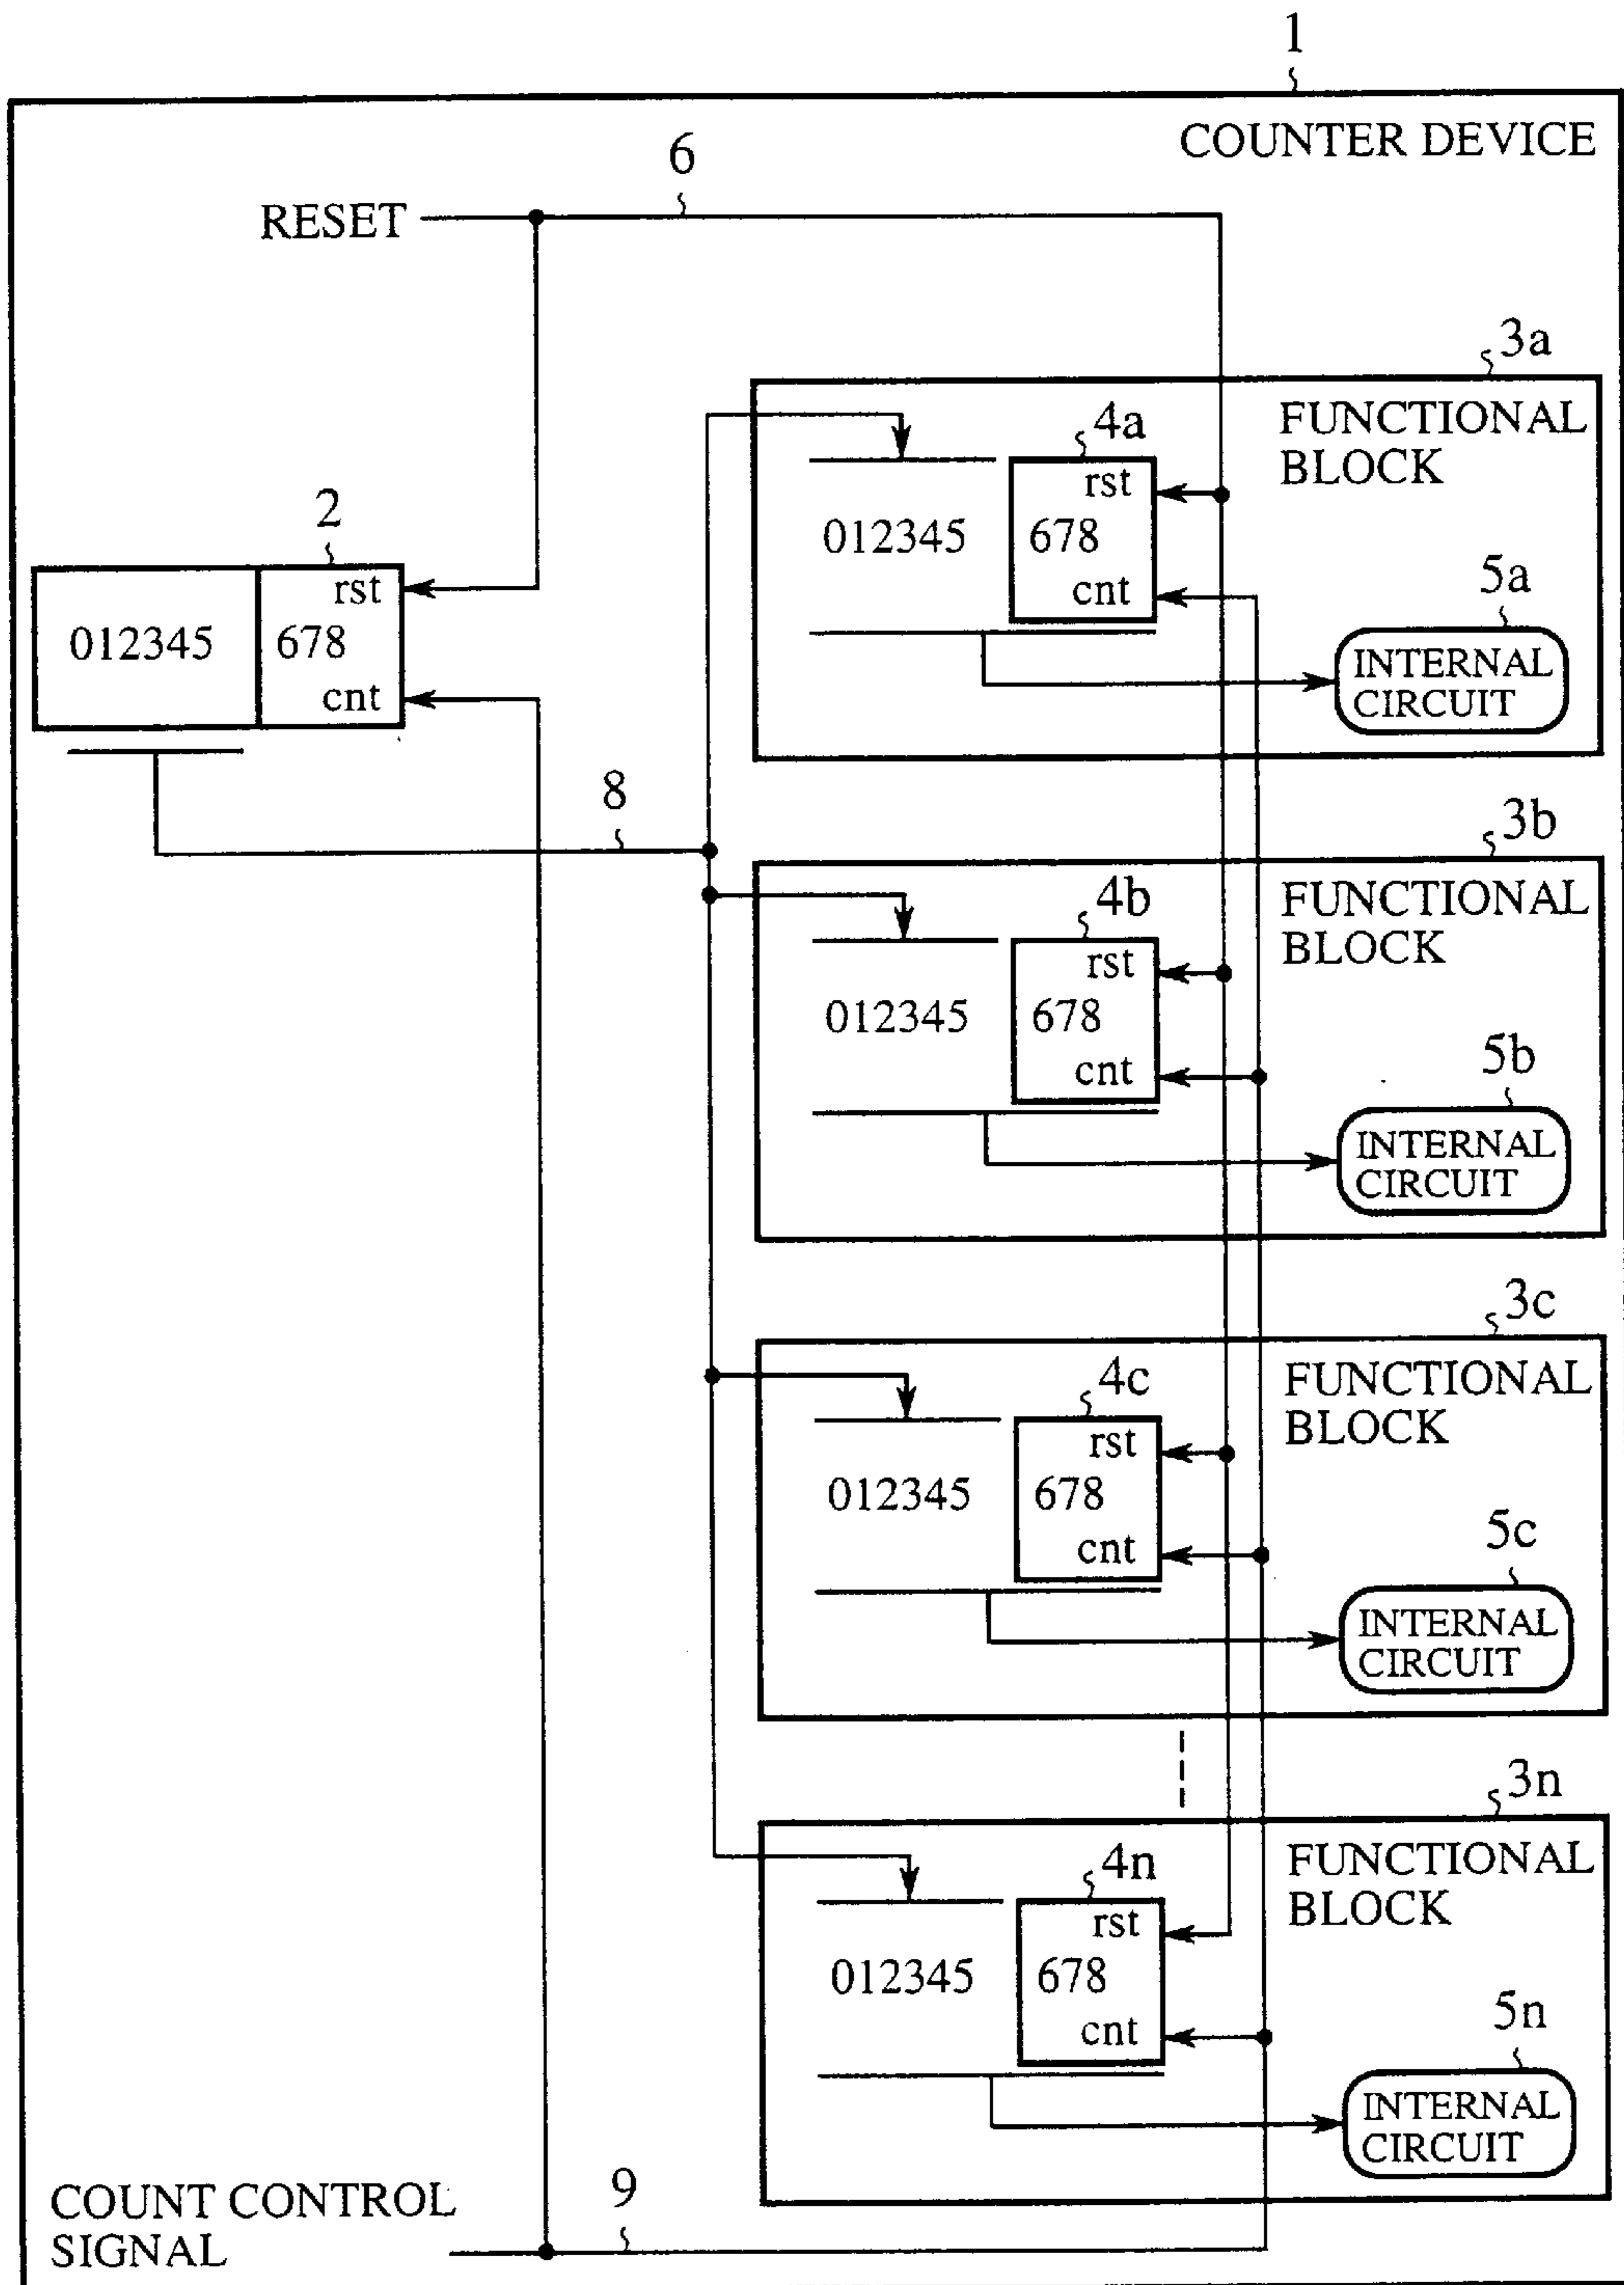 1
COUNTER DEVICE
6
RESET
3a
FUNCTIONAL
BLOCK
4a
rst
012345
678
cnt
5a
INTERNAL
CIRCUIT
2
rst
012345
678
cnt
8
3b
FUNCTIONAL
BLOCK
4b
rst
012345
678
cnt
5b
INTERNAL
CIRCUIT
3c
FUNCTIONAL
BLOCK
4c
rst
012345
678
cnt
5c
INTERNAL
CIRCUIT
3n
FUNCTIONAL
BLOCK
4n
rst
012345
678
cnt
5n
INTERNAL
CIRCUIT
COUNT CONTROL
SIGNAL
9